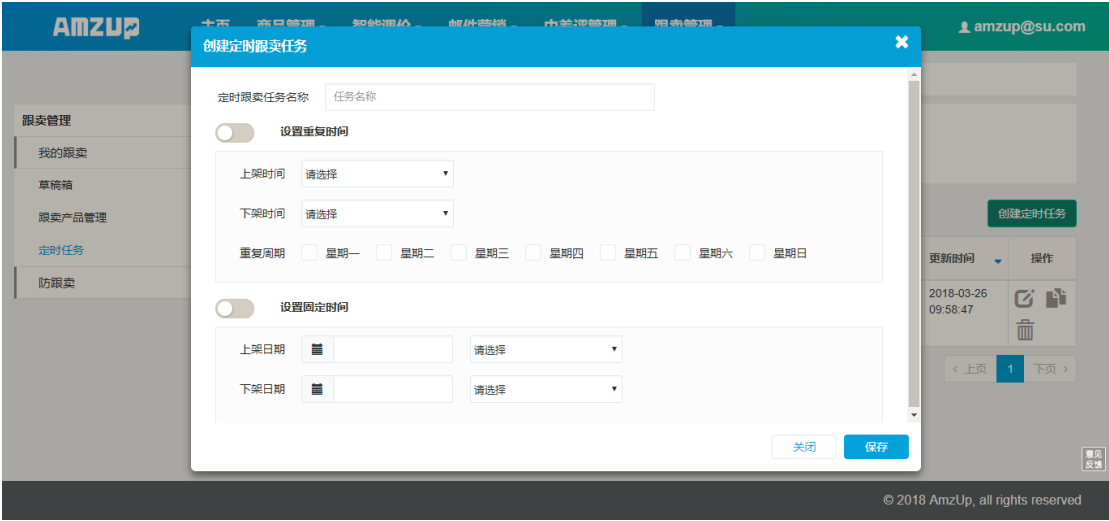 AMZUP
主页 商品管理 智能调价 邮件营销 中差评管理 跟卖管理
amzup@su.com
创建定时跟卖任务
定时跟卖任务名称 任务名称
设置重复时间
上架时间 请选择
下架时间 请选择
重复周期 星期一 星期二 星期三 星期四 星期五 星期六 星期日
设置固定时间
上架日期 请选择
下架日期 请选择
关闭 保存
跟卖管理
我的跟卖
草稿箱
跟卖产品管理
定时任务
防跟卖
创建定时任务
更新时间 操作
2018-03-26
09:58:47
‹ 上页 1 下页 ›
意见
反馈
© 2018 AmzUp, all rights reserved